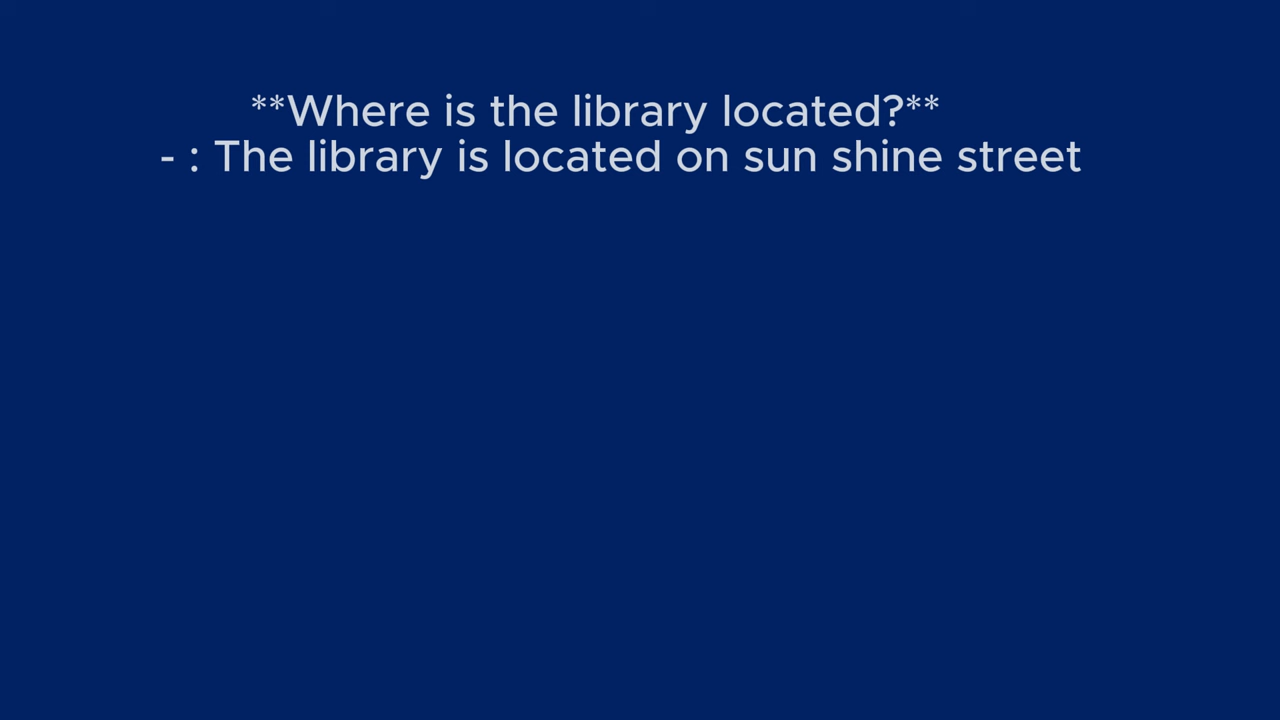 **Where is the library located?**
- : The library is located on sun shine street